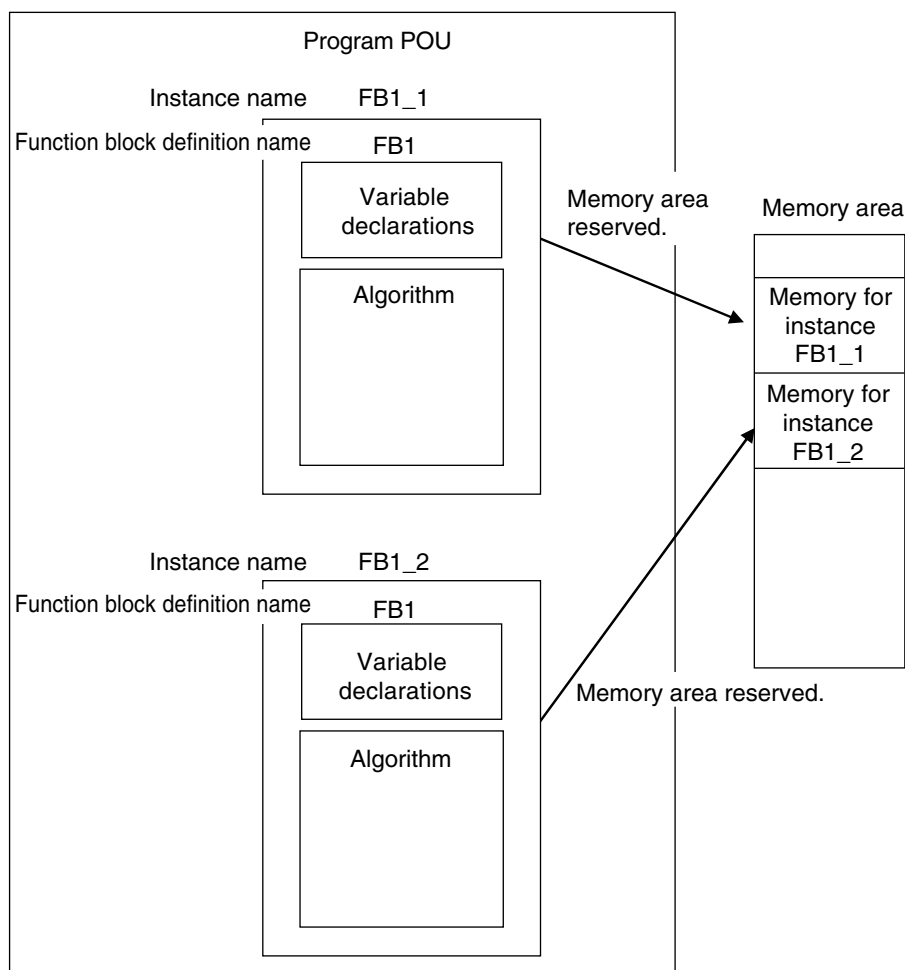 Program POU
Instance name FB1_1
Function block definition name
FB1
Variable
declarations
Algorithm
Memory area
reserved.
Memory area
Memory for
instance
FB1_1
Memory for
instance
FB1_2
Instance name FB1_2
Function block definition name
FB1
Variable
declarations
Algorithm
Memory area reserved.